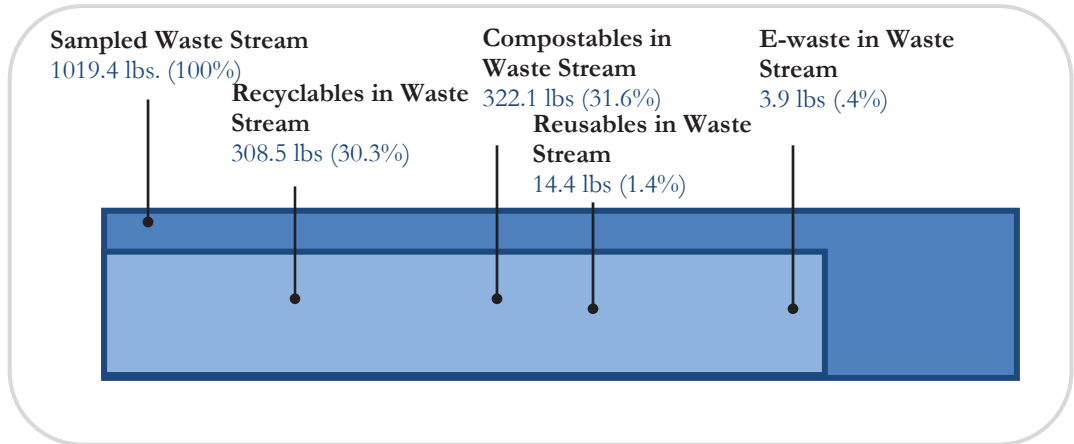 Sampled Waste Stream
1019.4 lbs. (100%)
Recyclables in Waste
Stream
308.5 lbs (30.3%)
Compostables in
Waste Stream
322.1 lbs (31.6%)
Reusables in Waste
Stream
14.4 lbs (1.4%)
E-waste in Waste
Stream
3.9 lbs (.4%)